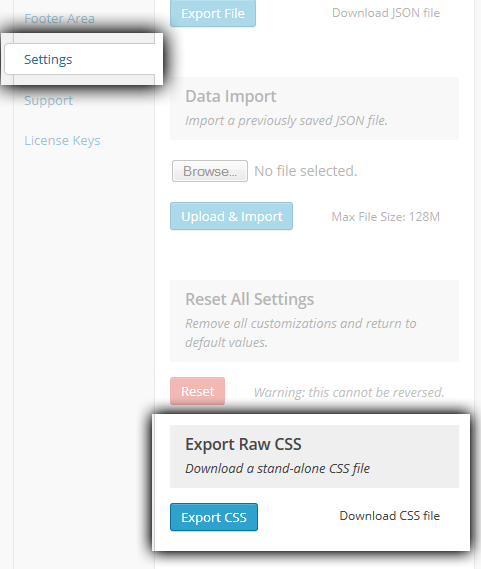 Footer Area
Export File
Download JSON file
Settings
Data Import
Import a previously saved JSON file.
Support
License Keys
Browse... No file selected.
Upload & Import
Max File Size: 128M
Reset All Settings
Remove all customizations and return to
default values.
Reset
Warning: this cannot be reversed.
Export Raw CSS
Download a stand-alone CSS file
Export CSS
Download CSS file